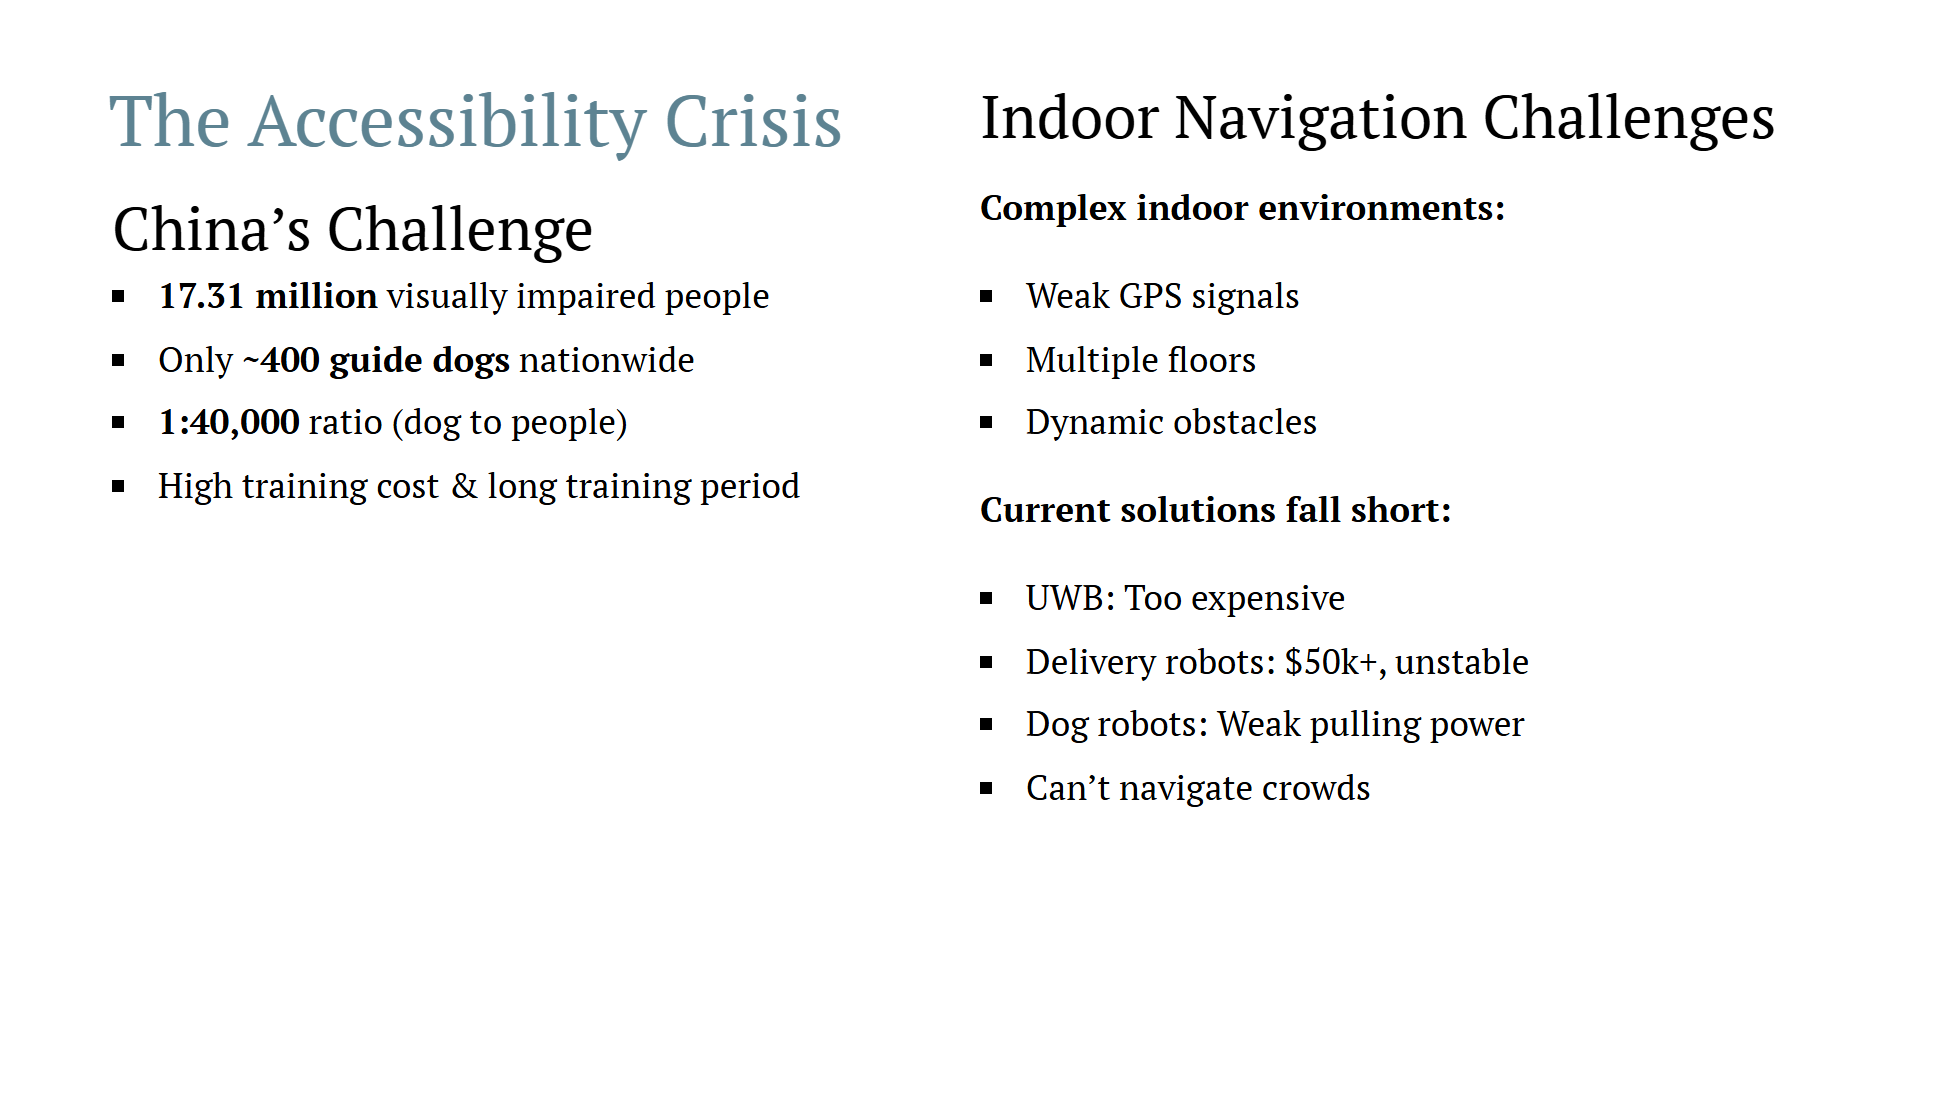 The Accessibility Crisis
China’s Challenge
▪ 17.31 million visually impaired people
▪ Only ~400 guide dogs nationwide
▪ 1:40,000 ratio (dog to people)
▪ High training cost & long training period
Indoor Navigation Challenges
Complex indoor environments:
▪ Weak GPS signals
▪ Multiple floors
▪ Dynamic obstacles
Current solutions fall short:
▪ UWB: Too expensive
▪ Delivery robots: $50k+, unstable
▪ Dog robots: Weak pulling power
▪ Can’t navigate crowds